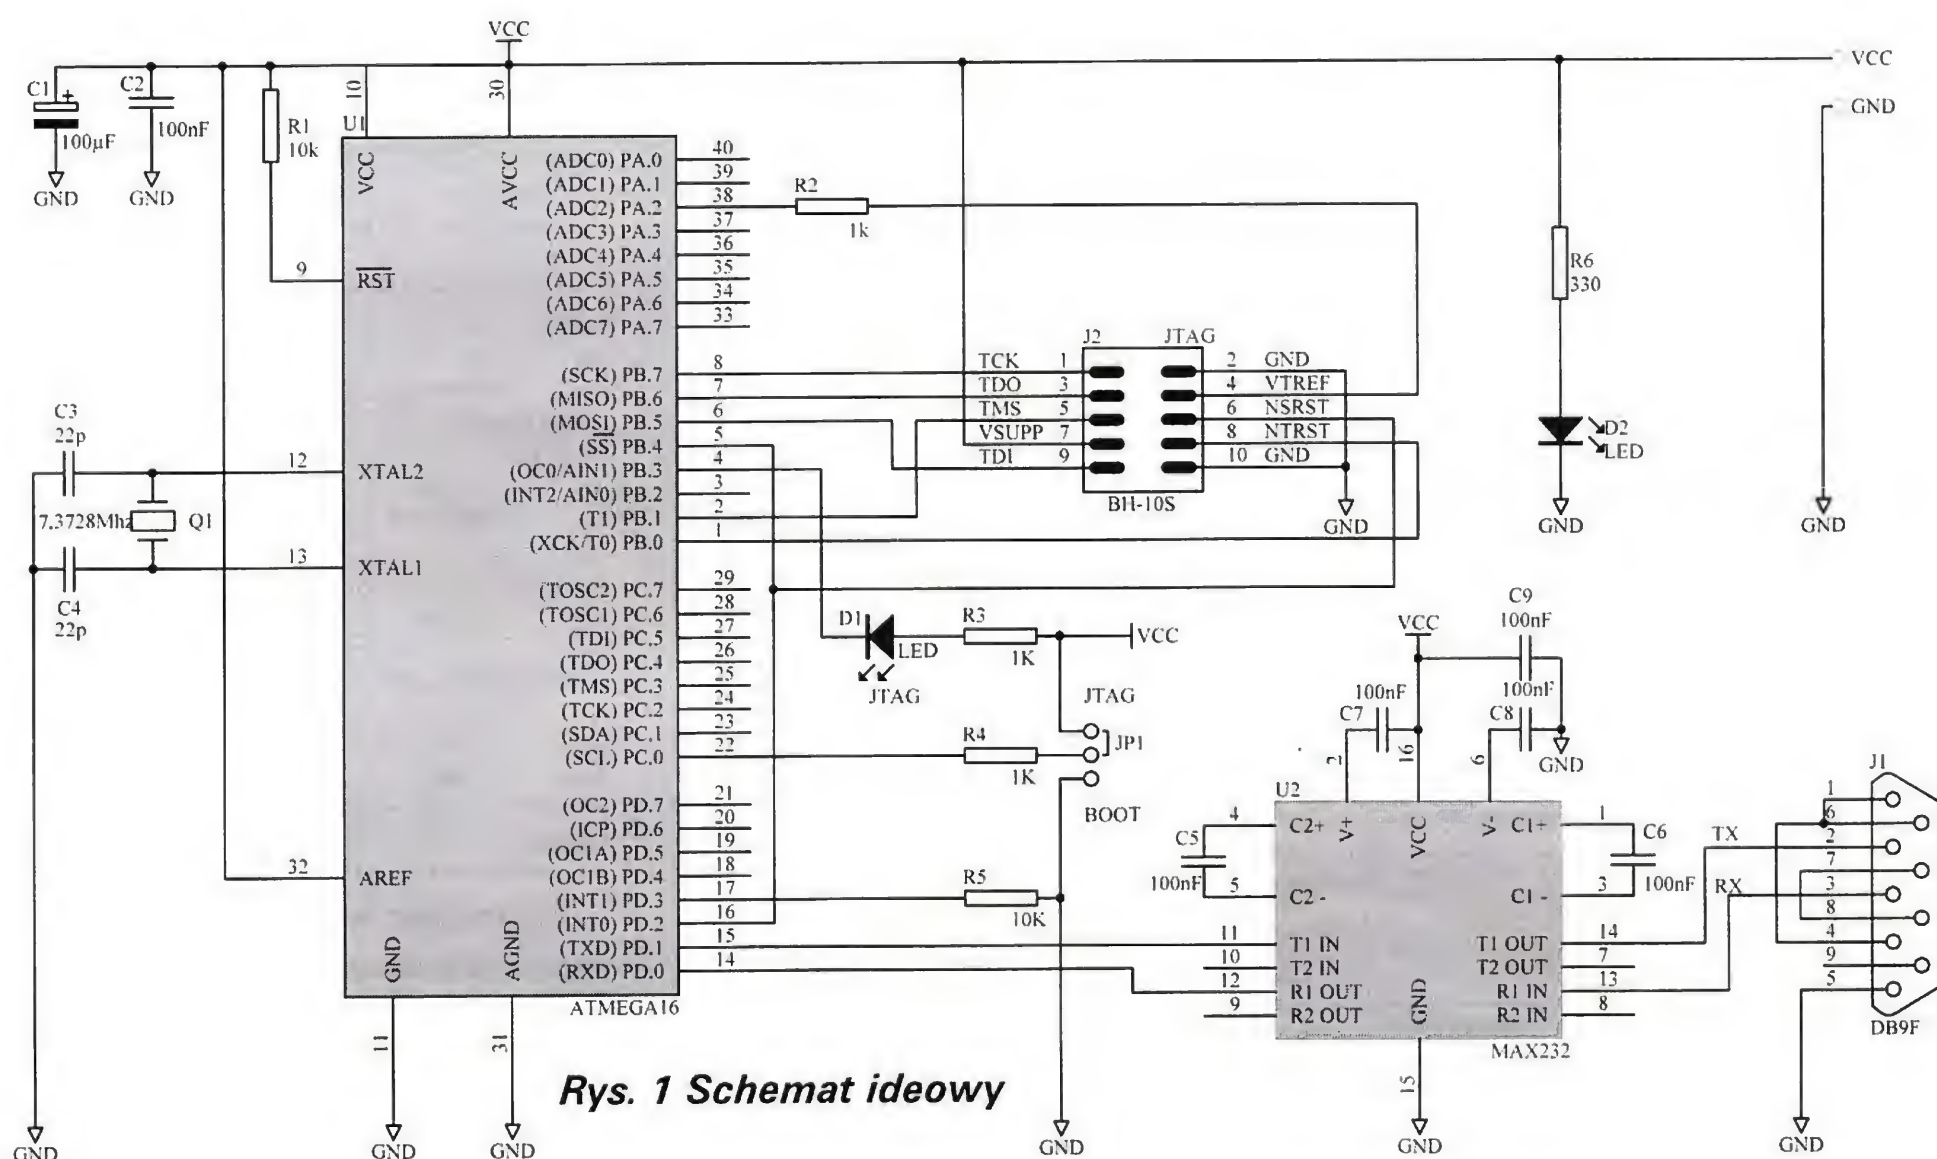 VCC
C1
+
100µF
GND
C2
100nF
GND
R1
10k
10
30
U1
VCC
AVCC
(ADC0) PA.0 40
(ADC1) PA.1 39
(ADC2) PA.2 38
(ADC3) PA.3 37
(ADC4) PA.4 36
(ADC5) PA.5 35
(ADC6) PA.6 34
(ADC7) PA.7 33
9 RST
R2
1k
VCC
GND
R6
330
D2
LED
GND
GND
(SCK) PB.7 8
(MISO) PB.6 7
(MOSI) PB.5 6
(SS) PB.4 5
(OC0/AIN1) PB.3 4
(INT2/AIN0) PB.2 3
(T1) PB.1 2
(XCK/T0) PB.0 1
J2 JTAG
TCK 1 2 GND
TDO 3 4 VTREF
TMS 5 6 NSRST
VSUPP 7 8 NTRST
TDI 9 10 GND
BH-10S
GND
C3
22p
12 XTAL2
7,3728Mhz Q1
13 XTAL1
C4
22p
(TOSC2) PC.7 29
(TOSC1) PC.6 28
(TDI) PC.5 27
(TDO) PC.4 26
(TMS) PC.3 25
(TCK) PC.2 24
(SDA) PC.1 23
(SCL) PC.0 22
D1
LED
JTAG
R3
1K
VCC
JTAG
JP1
BOOT
R4
1K
(OC2) PD.7 21
(ICP) PD.6 20
(OC1A) PD.5 19
(OC1B) PD.4 18
(INT1) PD.3 17
(INT0) PD.2 16
(TXD) PD.1 15
(RXD) PD.0 14
32 AREF
GND
AGND
ATMEGA16
11
31
R5
10K
GND
GND
GND
GND
C9
100nF
VCC
100nF
C7
100nF
C8
GND
2
16
6
U2
V+
VCC
V-
4 C2+
C5
100nF
5 C2 -
C1+ 1
C6
100nF
C1 - 3
11 T1 IN
10 T2 IN
12 R1 OUT
9 R2 OUT
T1 OUT 14
T2 OUT 7
R1 IN 13
R2 IN 8
GND
MAX232
15
GND
J1
1
6
TX 2
7
RX 3
8
4
9
5
DB9F
GND
Rys. 1 Schemat ideowy